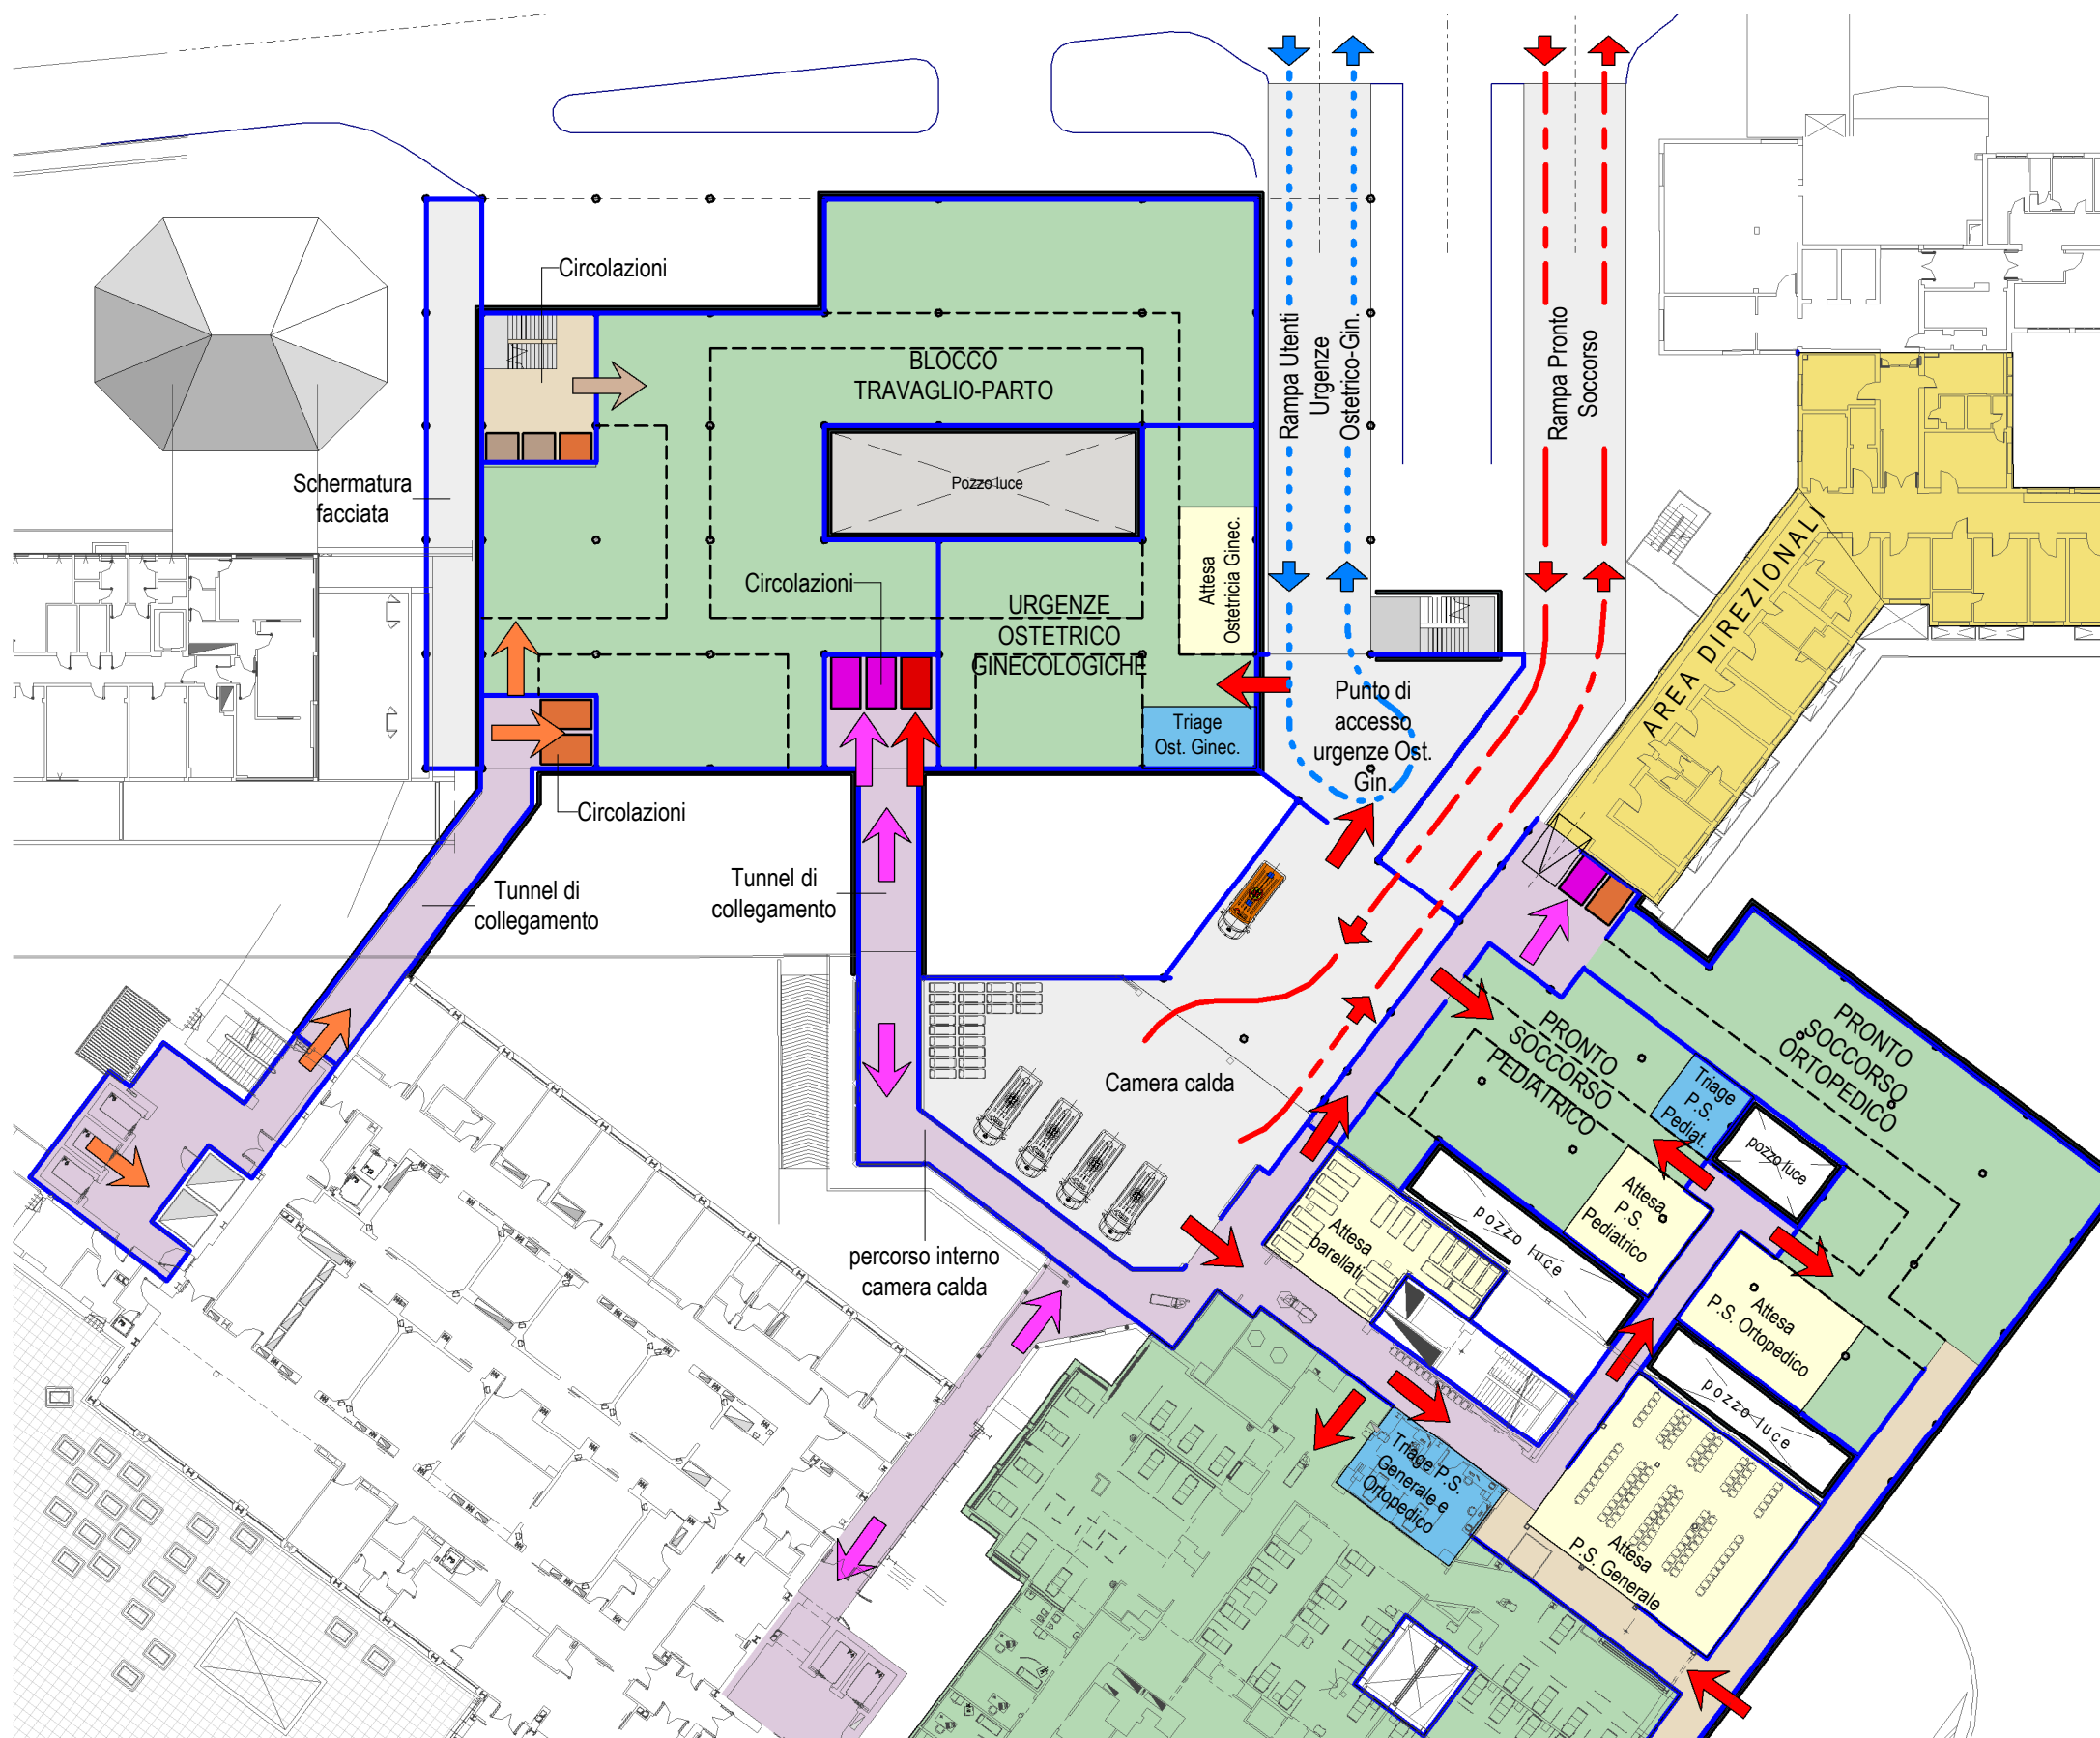 Circolazioni
BLOCCO
TRAVAGLIO-PARTO
Rampa Utenti
Urgenze
Ostetrico-Gin.
Rampa Pronto
Soccorso
Schermatura
facciata
Pozzo luce
Attesa
Ostetricia Ginec.
AREA DIREZIONALI
Circolazioni
URGENZE
OSTETRICO
GINECOLOGICHE
Triage
Ost. Ginec.
Punto di
accesso
urgenze Ost.
Gin.
Circolazioni
Tunnel di
collegamento
Tunnel di
collegamento
PRONTO
SOCCORSO
PEDIATRICO
PRONTO
SOCCORSO
ORTOPEDICO
Camera calda
Triage
P.S.
Pediat.
pozzo luce
Attesa
P.S.
Pediatrico
pozzo luce
Attesa
barellati
percorso interno
camera calda
Attesa
P.S. Ortopedico
pozzo luce
Triage P.S.
Generale e
Ortopedico
Attesa
P.S. Generale